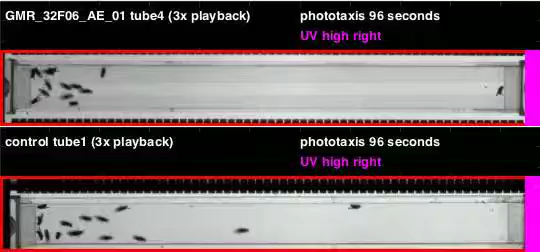 GMR_32F06_AE_01 tube4 (3x playback)
phototaxis 96 seconds
UV high right
control tube1 (3x playback)
phototaxis 96 seconds
UV high right